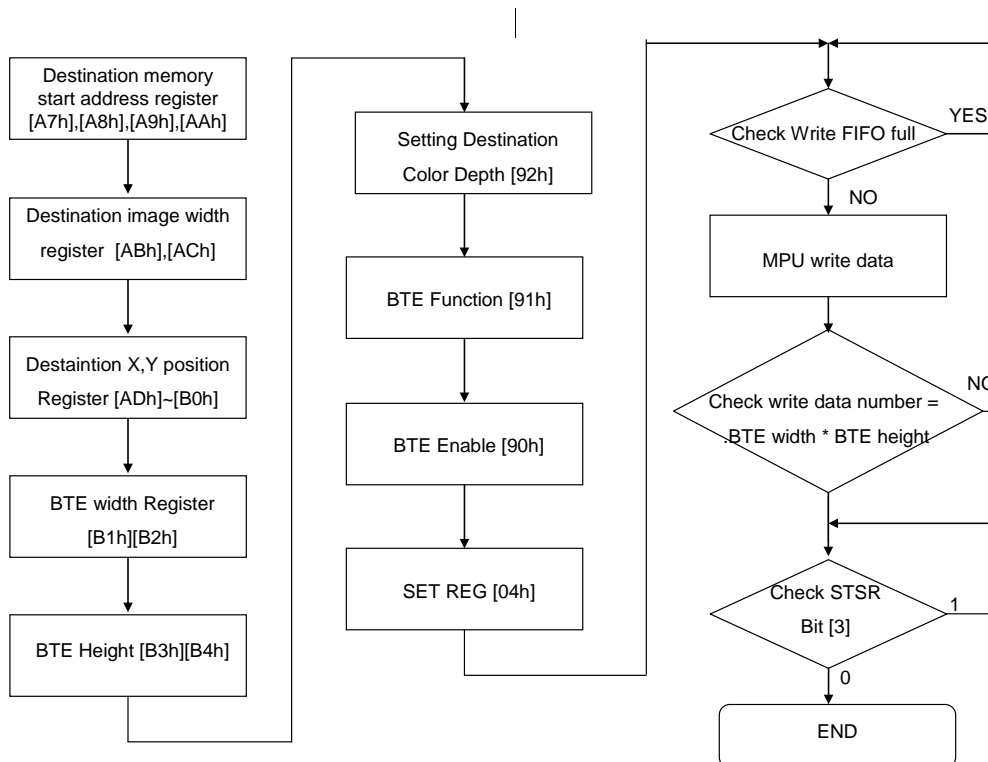 Destination memory
start address register
[A7h],[A8h],[A9h],[AAh]
Destination image width
register [ABh],[ACh]
Destaintion X,Y position
Register [ADh]~[B0h]
BTE width Register
[B1h][B2h]
BTE Height [B3h][B4h]
Setting Destination
Color Depth [92h]
BTE Function [91h]
BTE Enable [90h]
SET REG [04h]
Check Write FIFO full
YES
NO
MPU write data
Check write data number =
.BTE width * BTE height
NO
Check STSR
Bit [3]
1
0
END